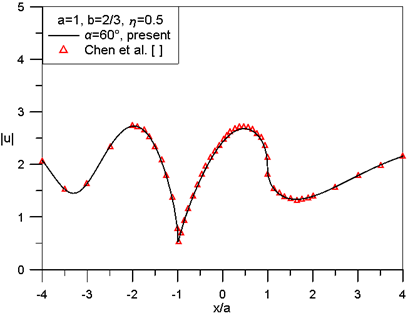 5
4
3
2
1
0
|u|
a=1, b=2/3, η=0.5
α=60°, present
Chen et al. [ ]
-4 -3 -2 -1 0 1 2 3 4
x/a